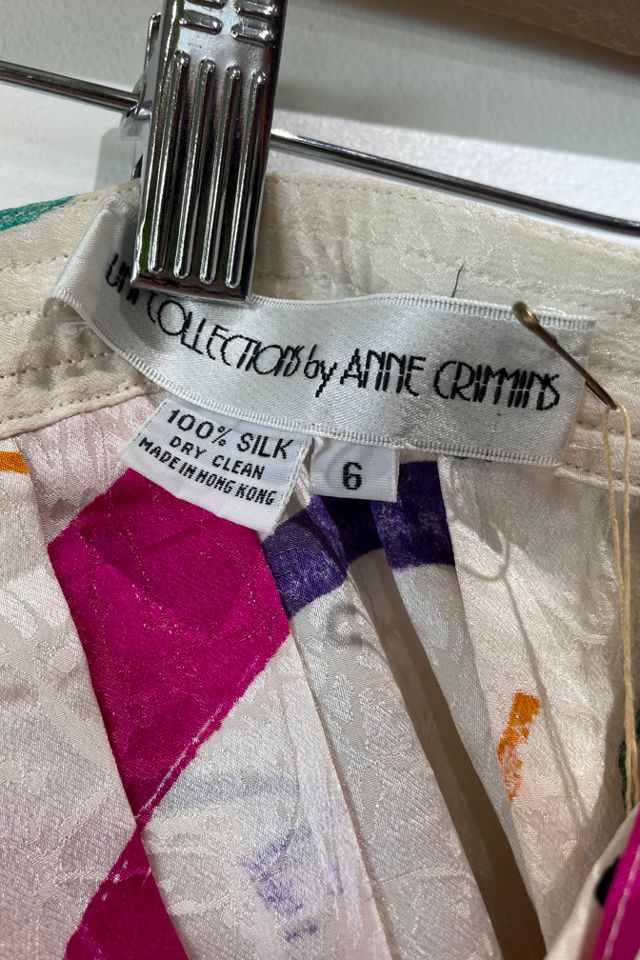 COLLECTIONS by ANNE CRIMMINS
100% SILK
DRY CLEAN
MADE IN HONG KONG
6